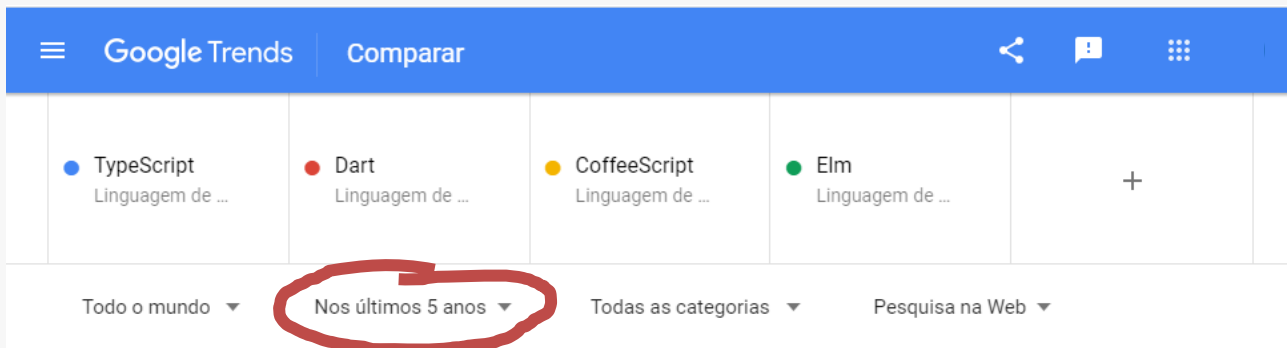 Google Trends Comparar
TypeScript
Linguagem de ...
Dart
Linguagem de ...
CoffeeScript
Linguagem de ...
Elm
Linguagem de ...
+
Todo o mundo
Nos últimos 5 anos
Todas as categorias
Pesquisa na Web